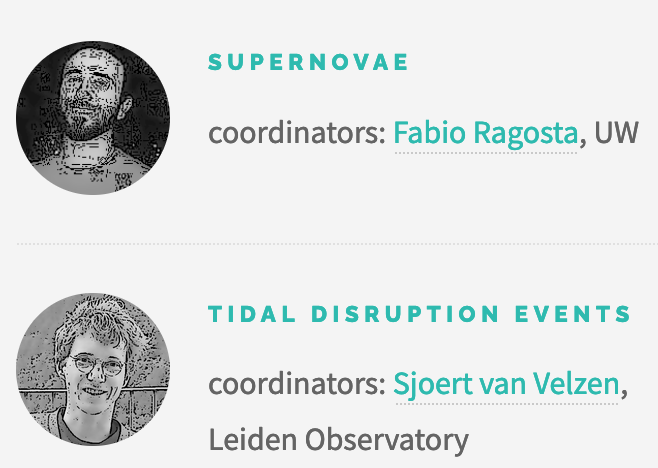 SUPERNOVAE
coordinators: Fabio Ragosta, UW
TIDAL DISRUPTION EVENTS
coordinators: Sjoert van Velzen,
Leiden Observatory